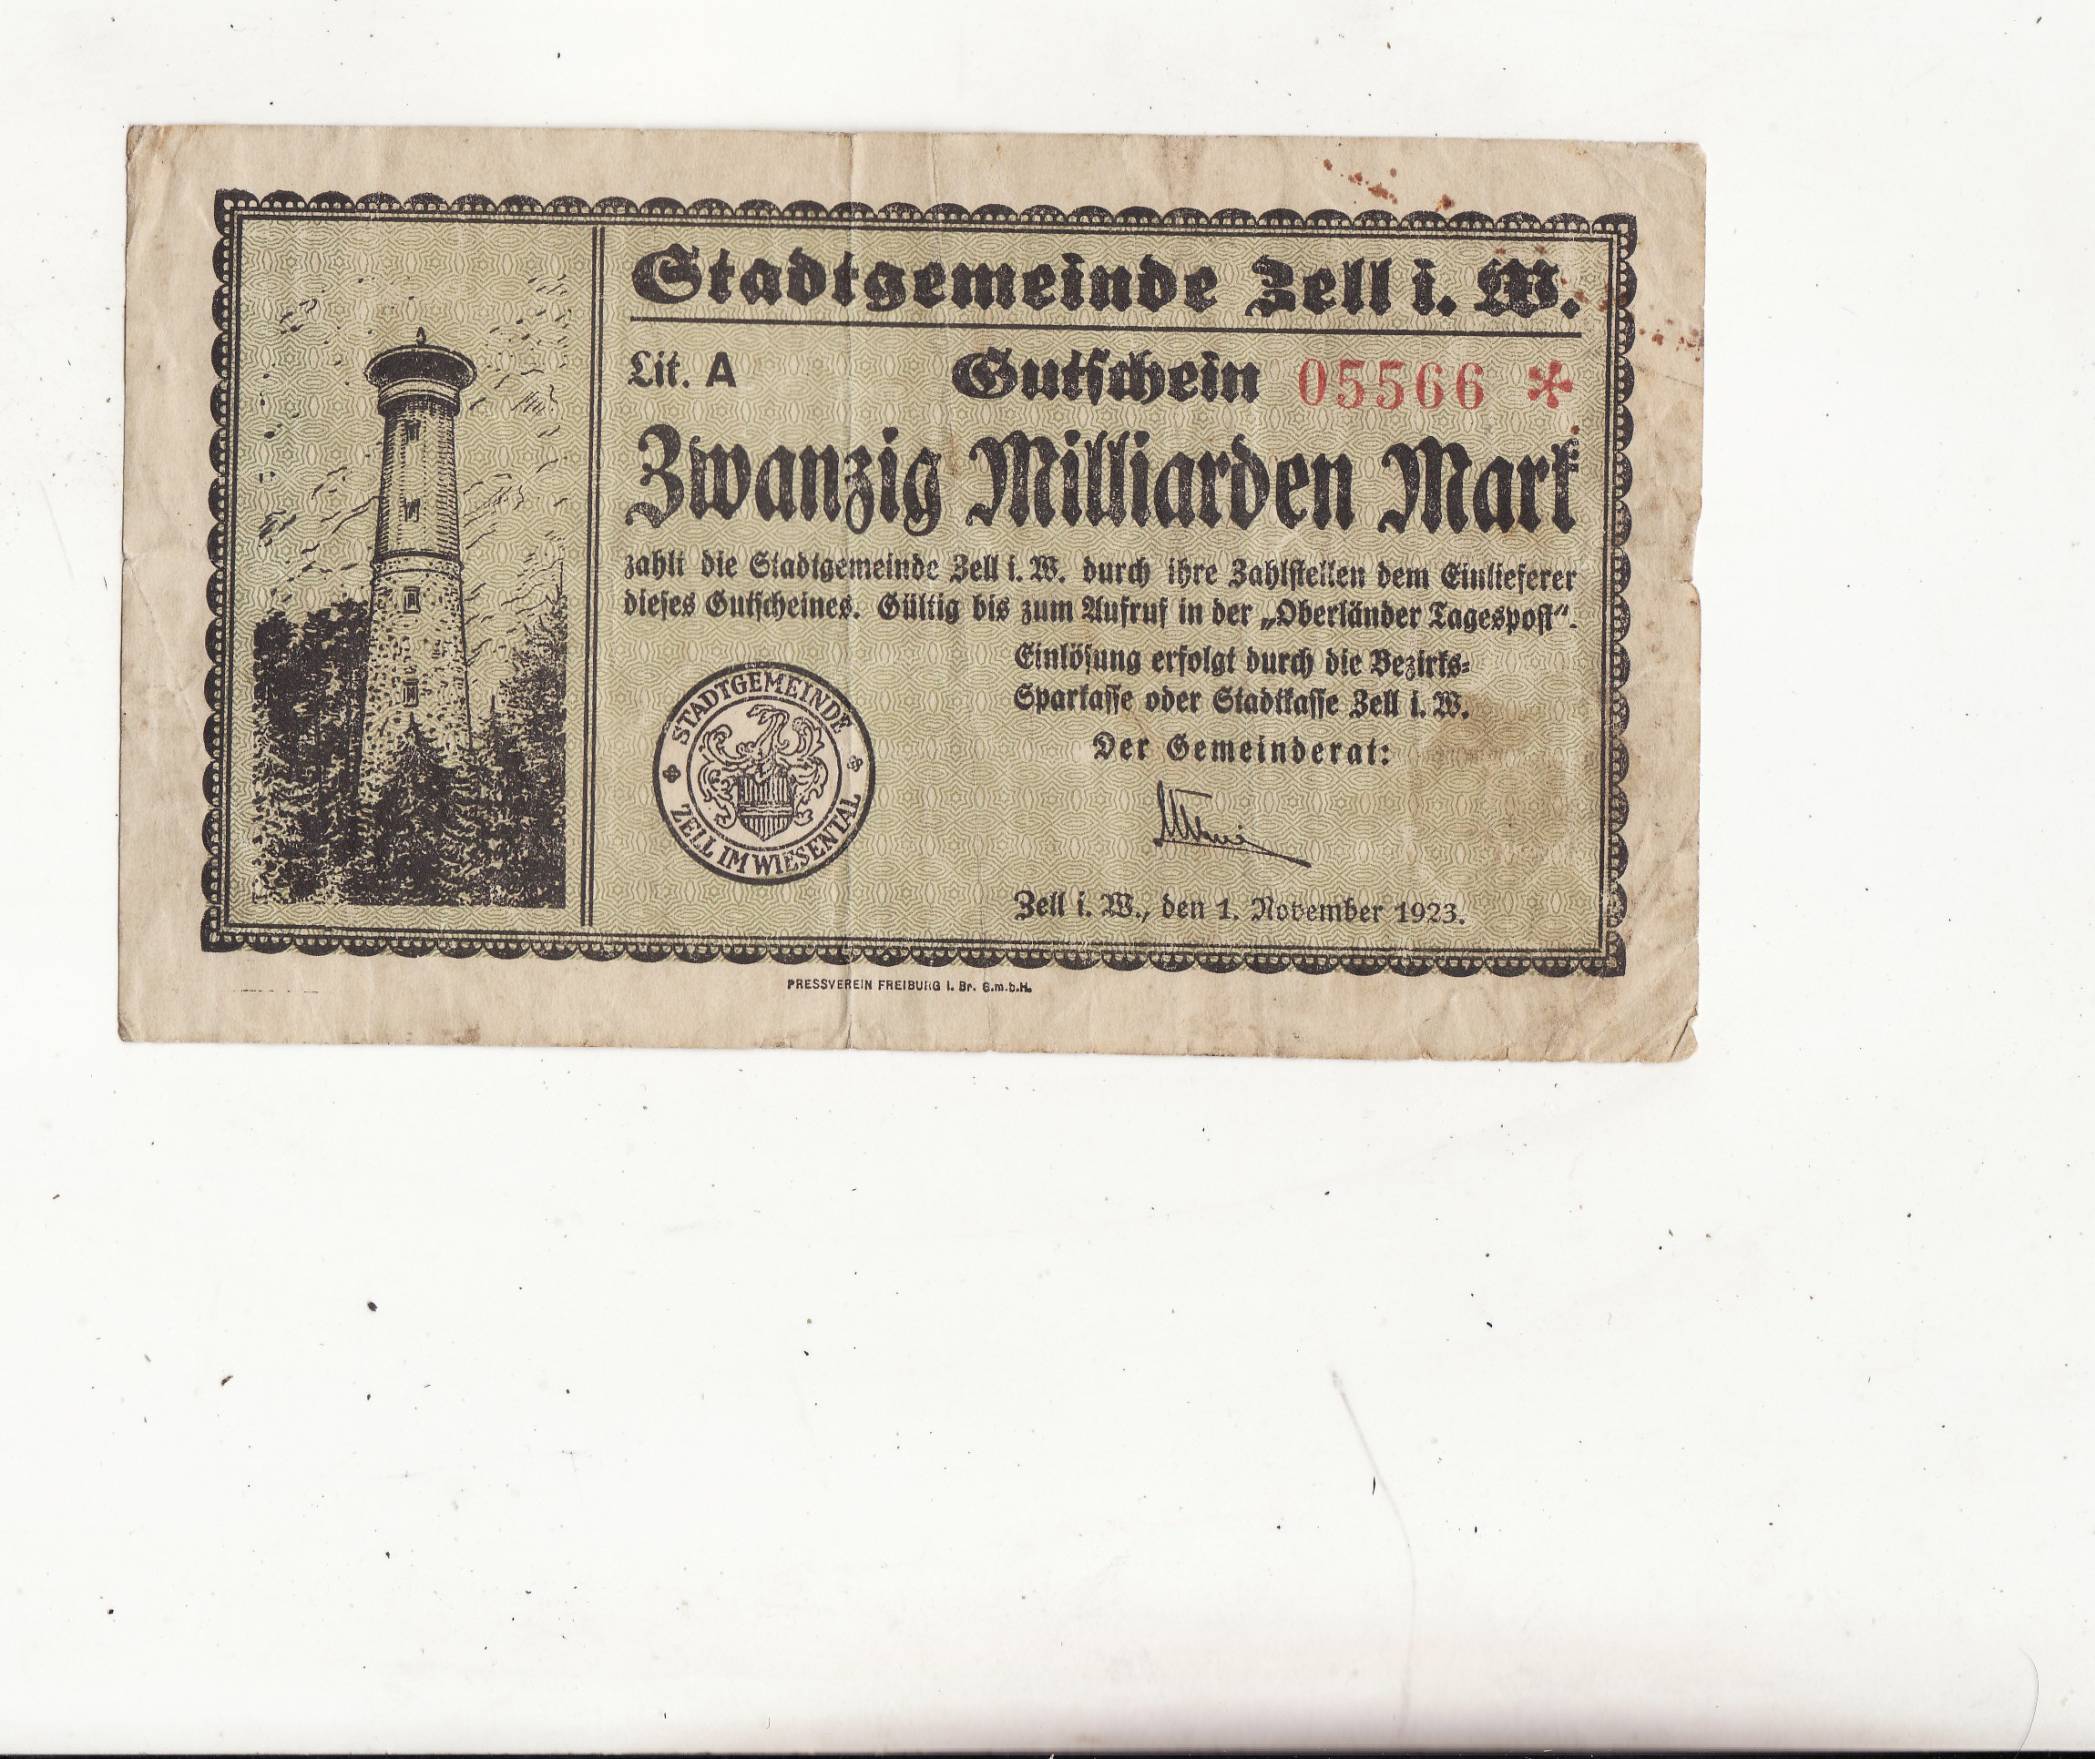 Stadtgemeinde Zell i. W.
Lit. A Gutschein 05566 *
Zwanzig Milliarden Mark
zahlt die Stadtgemeinde Zell i. W. durch ihre Zahlstellen dem Einlieferer
dieses Gutscheines. Gültig bis zum Aufruf in der „Oberländer Tagespost“.
Einlösung erfolgt durch die Bezirks-
Sparkasse oder Stadtkasse Zell i. W.
Der Gemeinderat:
STADTGEMEINDE
ZELL IM WIESENTAL
Zell i. W., den 1. November 1923.
PRESSVEREIN FREIBURG I. Br. G.m.b.H.